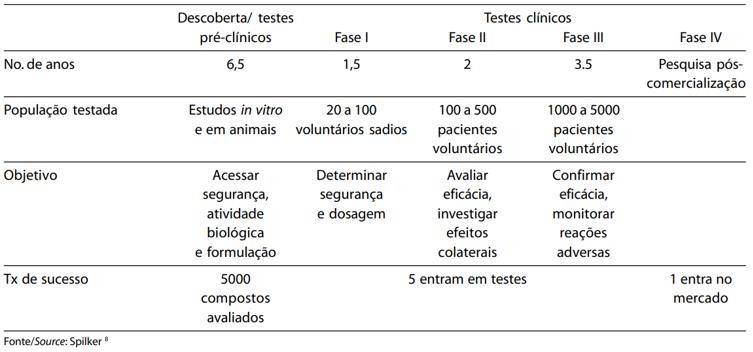 Descoberta/ testes Testes clínicos
pré-clínicos Fase I Fase II Fase III Fase IV
No. de anos 6,5 1,5 2 3.5 Pesquisa pós-
comercialização
População testada Estudos in vitro 20 a 100 100 a 500 1000 a 5000
e em animais voluntários sadios pacientes pacientes
voluntários voluntários
Objetivo Acessar Determinar Avaliar Confirmar
segurança, segurança eficácia, eficácia,
atividade e dosagem investigar monitorar
biológica efeitos reações
e formulação colaterais adversas
Tx de sucesso 5000 5 entram em testes 1 entra no
compostos mercado
avaliados
Fonte/Source: Spilker 8